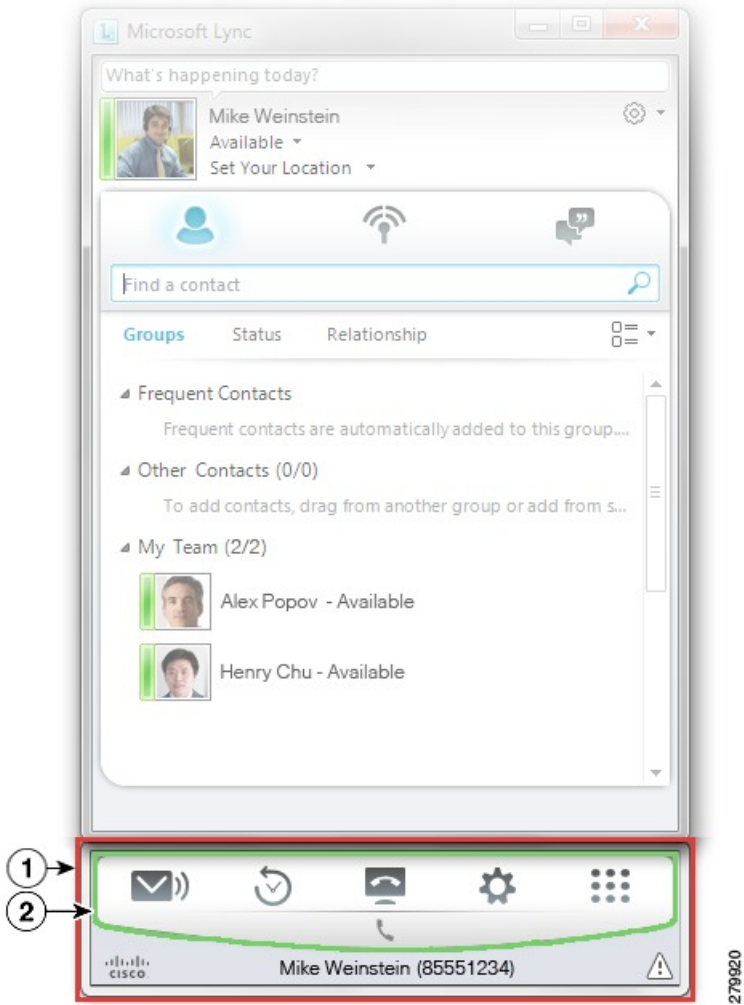 Microsoft Lync
What's happening today?
Mike Weinstein
Available
Set Your Location
Find a contact
Groups Status Relationship
Frequent Contacts
Frequent contacts are automatically added to this group....
Other Contacts (0/0)
To add contacts, drag from another group or add from s...
My Team (2/2)
Alex Popov - Available
Henry Chu - Available
1
2
cisco Mike Weinstein (85551234)
279920